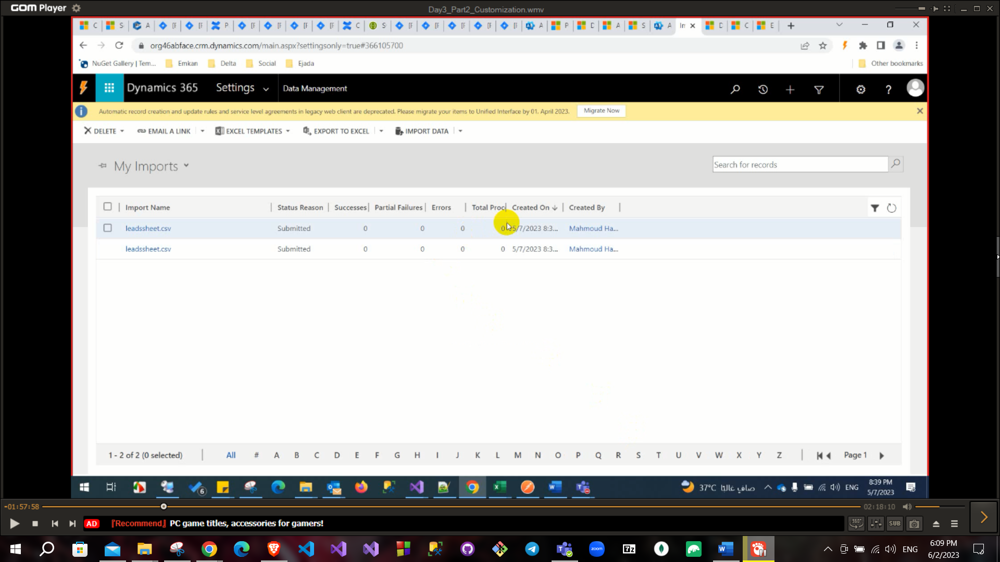 GOM Player
Day3_Part2_Customization.wmv
C S A [F [F P [F [F [F [F C S [F [F [F [F [F A P D A S A In D C E
org46abface.crm.dynamics.com/main.aspx?settingsonly=true#366105700
NuGet Gallery | Tem... Emkan Delta Social Ejada Other bookmarks
Dynamics 365 Settings Data Management
Automatic record creation and update rules and service level agreements in legacy web client are deprecated. Please migrate your items to Unified Interface by 01. April 2023. Migrate Now
DELETE EMAIL A LINK EXCEL TEMPLATES EXPORT TO EXCEL IMPORT DATA
My Imports
Search for records
Import Name Status Reason Successes Partial Failures Errors Total Proc Created On Created By
leadssheet.csv Submitted 0 0 0 0 5/7/2023 8:3... Mahmoud Ha...
leadssheet.csv Submitted 0 0 0 0 5/7/2023 8:3... Mahmoud Ha...
1 - 2 of 2 (0 selected) All # A B C D E F G H I J K L M N O P Q R S T U V W X Y Z Page 1
6 37°C صافٍ غالبًا ENG 8:39 PM
5/7/2023
-01:57:58 02:18:10
AD 『Recommend』 PC game titles, accessories for gamers! 360° SUB
zoom 7z ENG 6:09 PM
6/2/2023